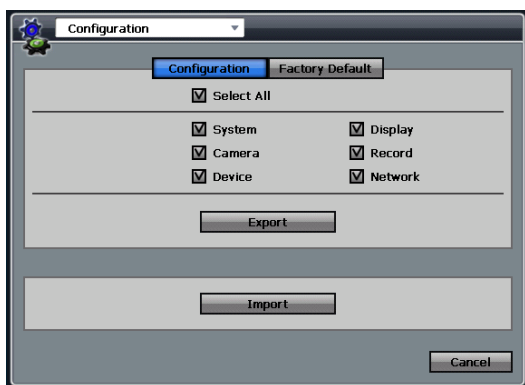 Configuration
Configuration Factory Default
Select All
System Display
Camera Record
Device Network
Export
Import
Cancel